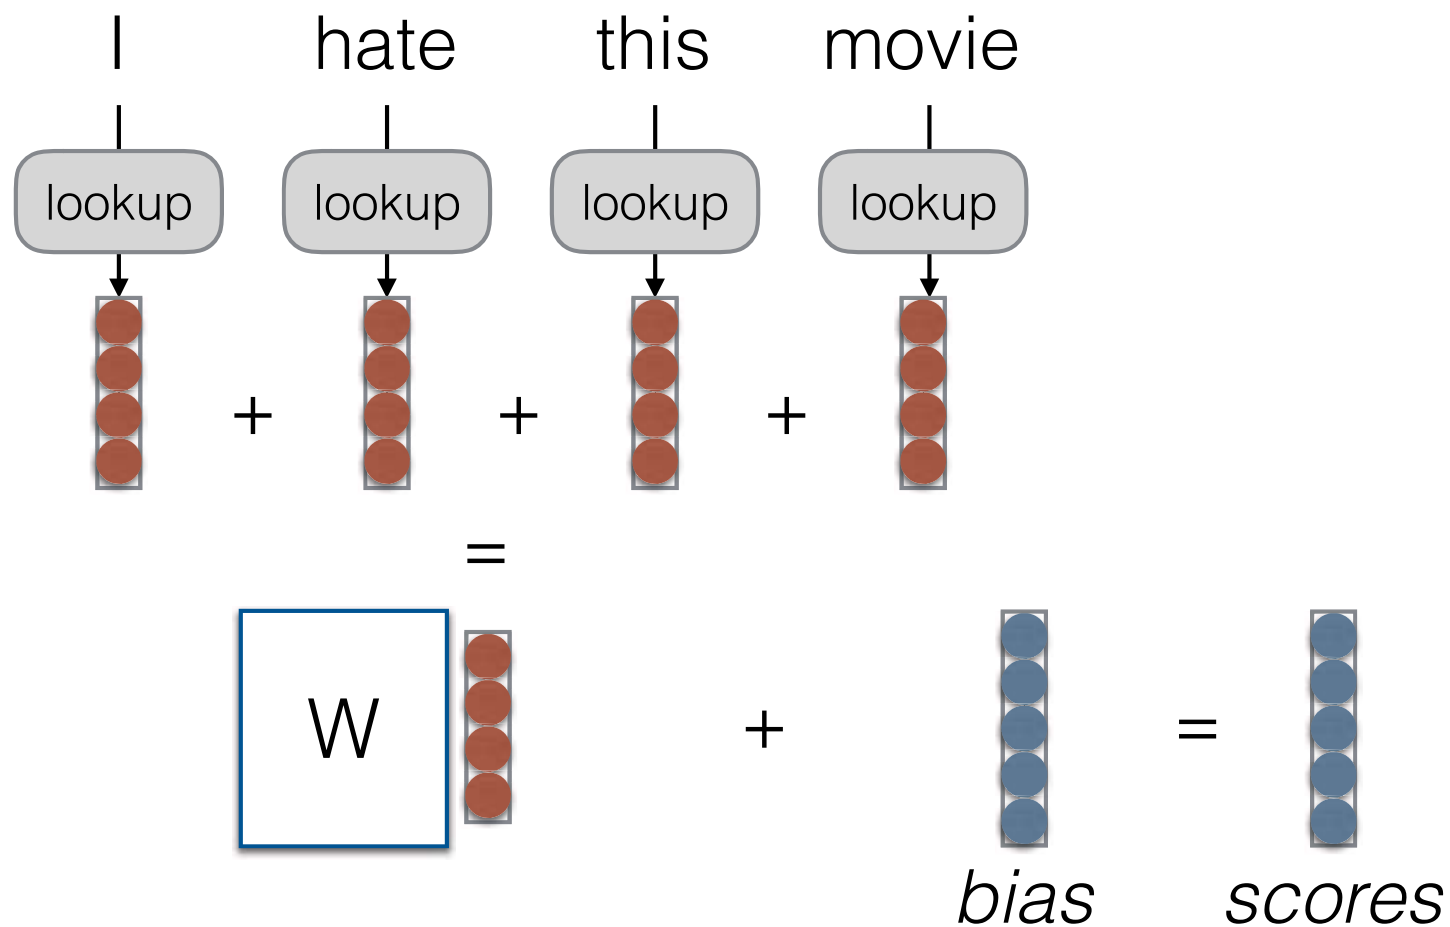 I hate this movie
lookup lookup lookup lookup
+ + +
=
W + =
bias scores